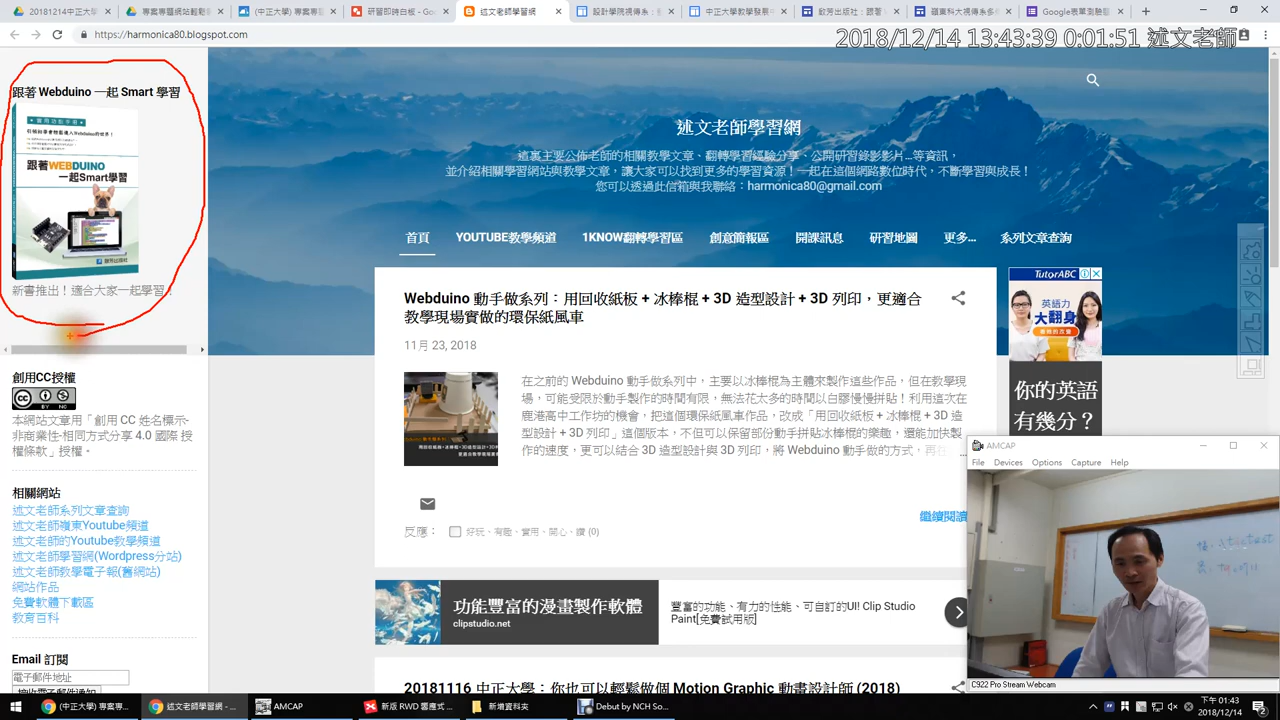 20181214 中正大學
專案專題網站輕鬆
(中正大學) 專案專題
研習即時白板 - Goo
述文老師學習網
設計學院視傳系：數
中正大學教學發展中
啟芳出版社：跟著 W
嶺東科大視傳系多媒
Google表單測驗題
https://harmonica80.blogspot.com
2018/12/14 13:43:39 0:01:51 述文老師
跟著 Webduino 一起 Smart 學習
跟著WEBDUINO
一起Smart學習
新書推出！適合大家一起學習！
創用CC授權
BY NC
本網站文章用「創用 CC 姓名標示-
非商業性-相同方式分享 4.0 國際 授
權條款」授權。
相關網站
述文老師系列文章查詢
述文老師嶺東Youtube頻道
述文老師的Youtube教學頻道
述文老師學習網(Wordpress分站)
述文老師教學電子報(舊網站)
網站作品
免費軟體下載區
教育百科
Email 訂閱
電子郵件地址
接收電子郵件通知
述文老師學習網
這裏主要公佈老師的相關教學文章、翻轉學習經驗分享、公開研習錄影影片...等資訊，
並介紹相關學習網站與教學文章，讓大家可以找到更多的學習資源！一起在這個網路數位時代，不斷學習與成長！
您可以透過此信箱與我聯絡：harmonica80@gmail.com
首頁
YOUTUBE教學頻道
1KNOW翻轉學習區
創意簡報區
開課訊息
研習地圖
更多...
系列文章查詢
Webduino 動手做系列：用回收紙板 + 冰棒棍 + 3D 造型設計 + 3D 列印，更適合
教學現場實做的環保紙風車
11月 23, 2018
在之前的 Webduino 動手做系列中，主要以冰棒棍為主體來製作這些作品，但在教學現
場，可能受限於動手製作的時間有限，無法花太多的時間以白膠慢慢拼貼！利用這次在
鹿寮高中工作坊的機會，把這個環保紙風車作品，改成「用回收紙板 + 冰棒棍 + 3D 造
型設計 + 3D 列印」這個版本，不但可以保留部份動手拼貼冰棒棍的樂趣，還能加快製
作的速度，更可以結合 3D 造型設計與 3D 列印，將 Webduino 動手做的方式，再在 …
繼續閱讀
反應：
好玩、有趣、實用、開心、讚 (0)
功能豐富的漫畫製作軟體
clipstudio.net
豐富的功能、有力的性能、可自訂的UI! Clip Studio
Paint[免費試用版]
20181116 中正大學：你也可以輕鬆做個 Motion Graphic 動畫設計師 (2018)
TutorABC
英語力
大翻身
你的英語
有幾分？
AMCAP
File Devices Options Capture Help
C922 Pro Stream Webcam
(中正大學) 專案專...
述文老師學習網 - ...
AMCAP
新版 RWD 響應式 ...
新增資料夾
Debut by NCH So...
下午 01:43
2018/12/14